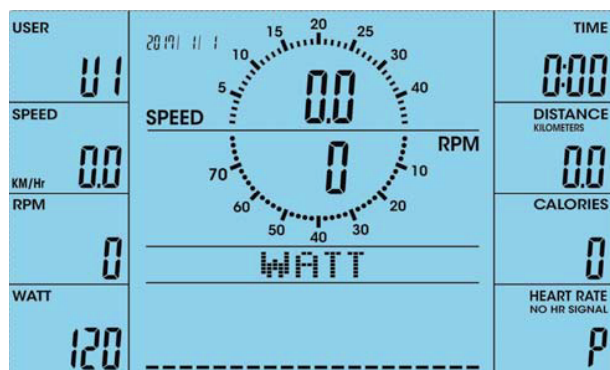 USER
U1
SPEED
KM/Hr 0.0
RPM
0
WATT
120
2017/ 1/ 1
5 10 15 20 25 30 40
SPEED 0.0
0 RPM
70 60 50 40 30 20 10
WATT
TIME
0:00
DISTANCE
KILOMETERS
0.0
CALORIES
0
HEART RATE
NO HR SIGNAL
P